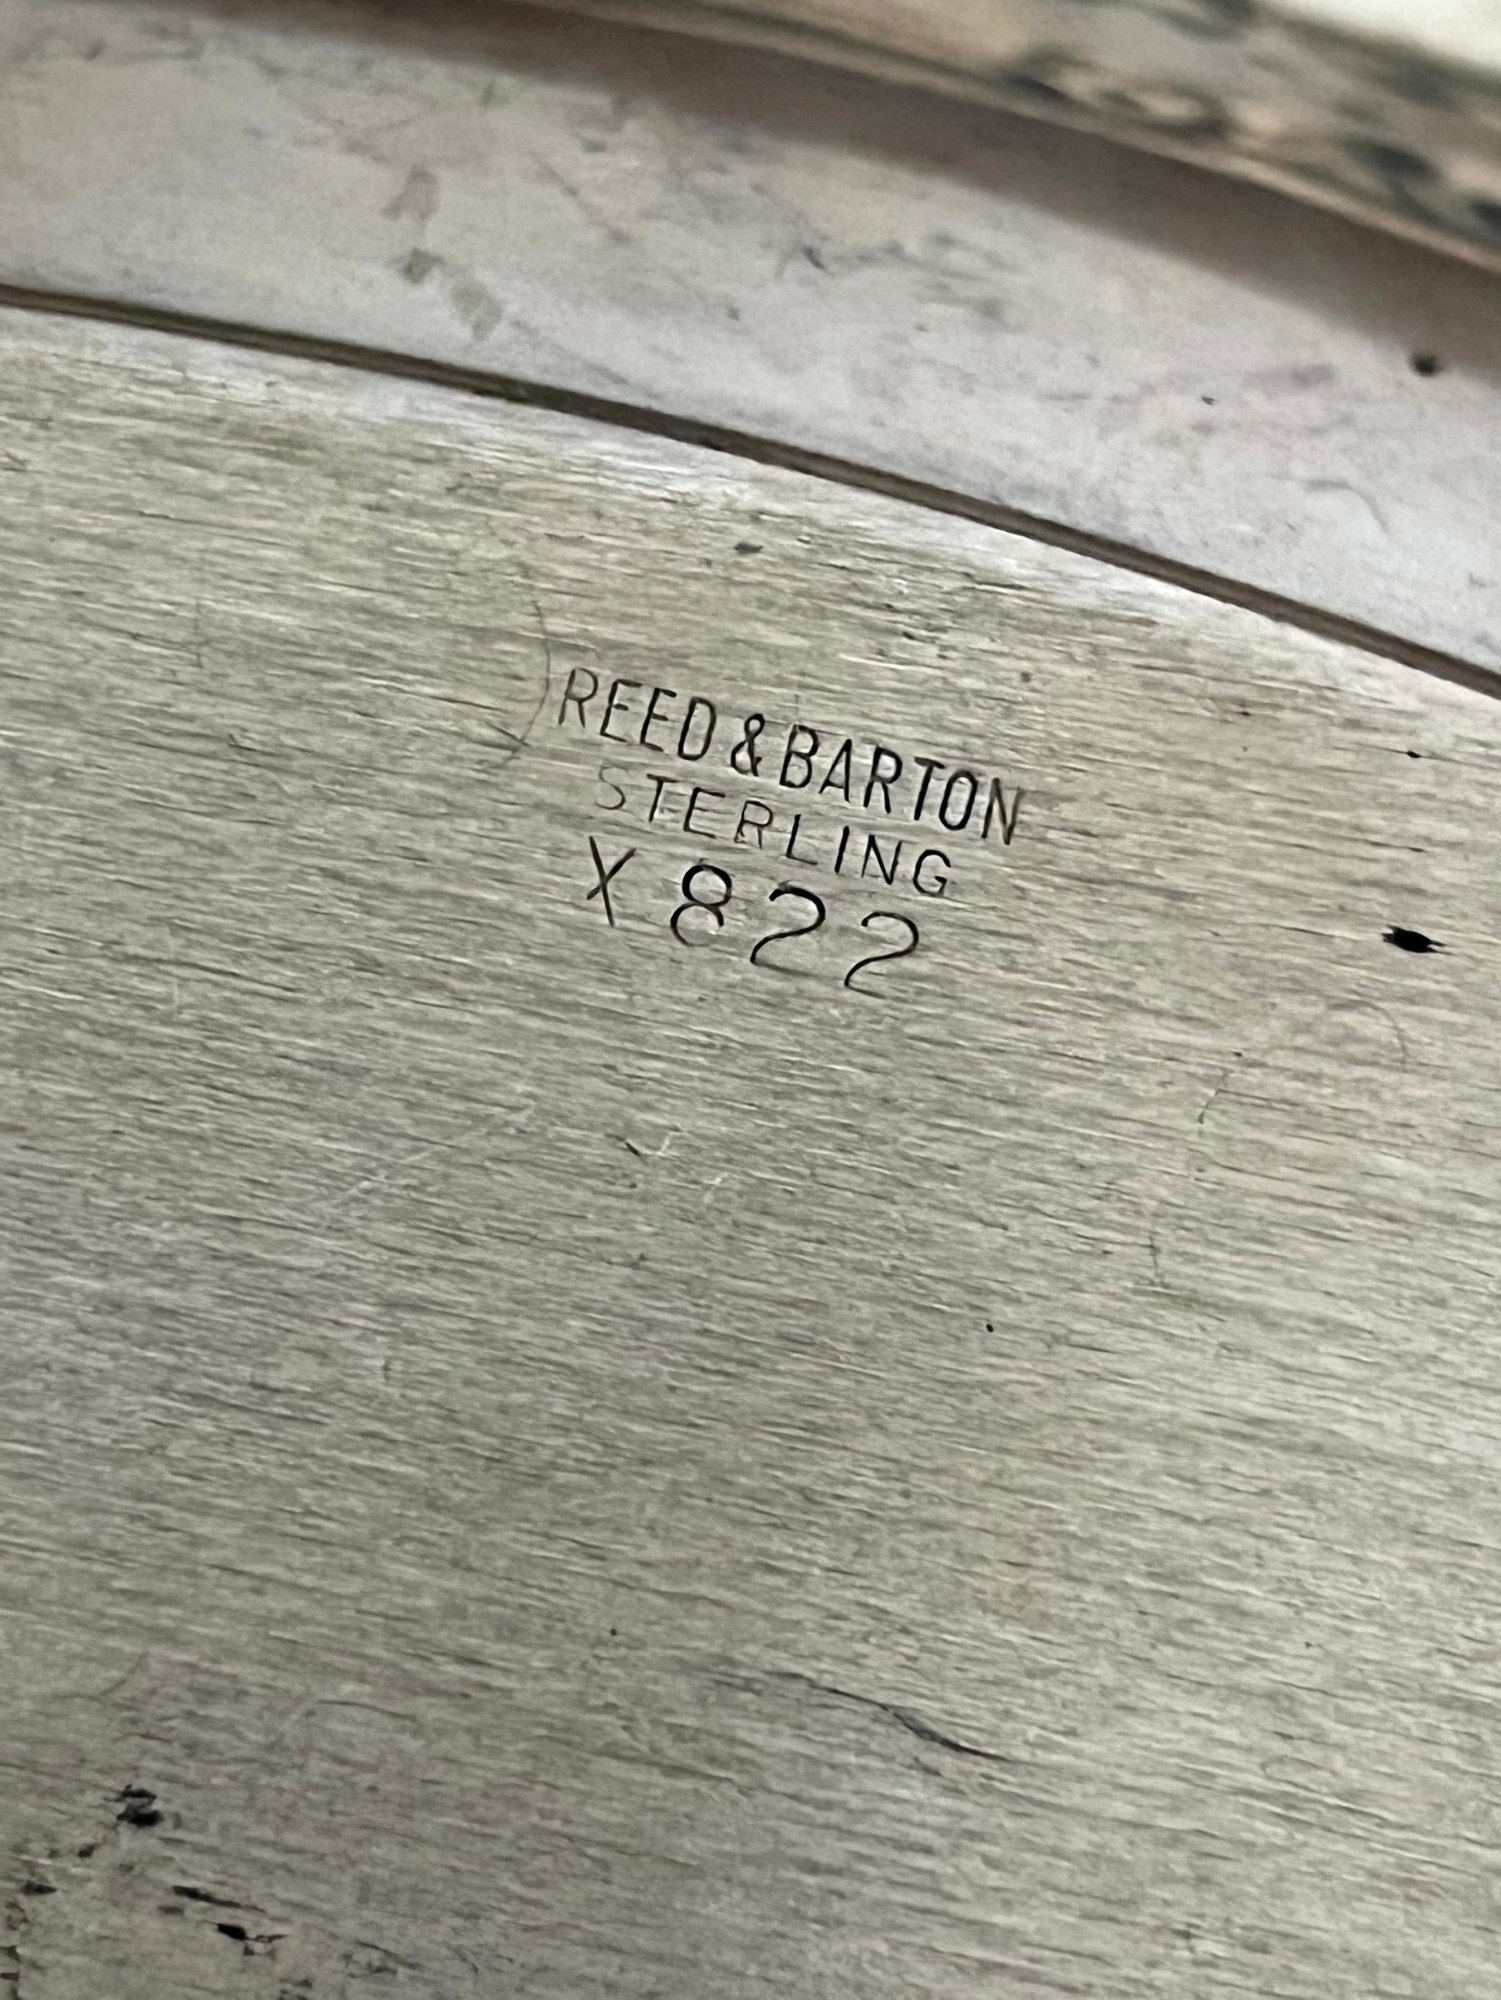 REED & BARTON
STERLING
X822